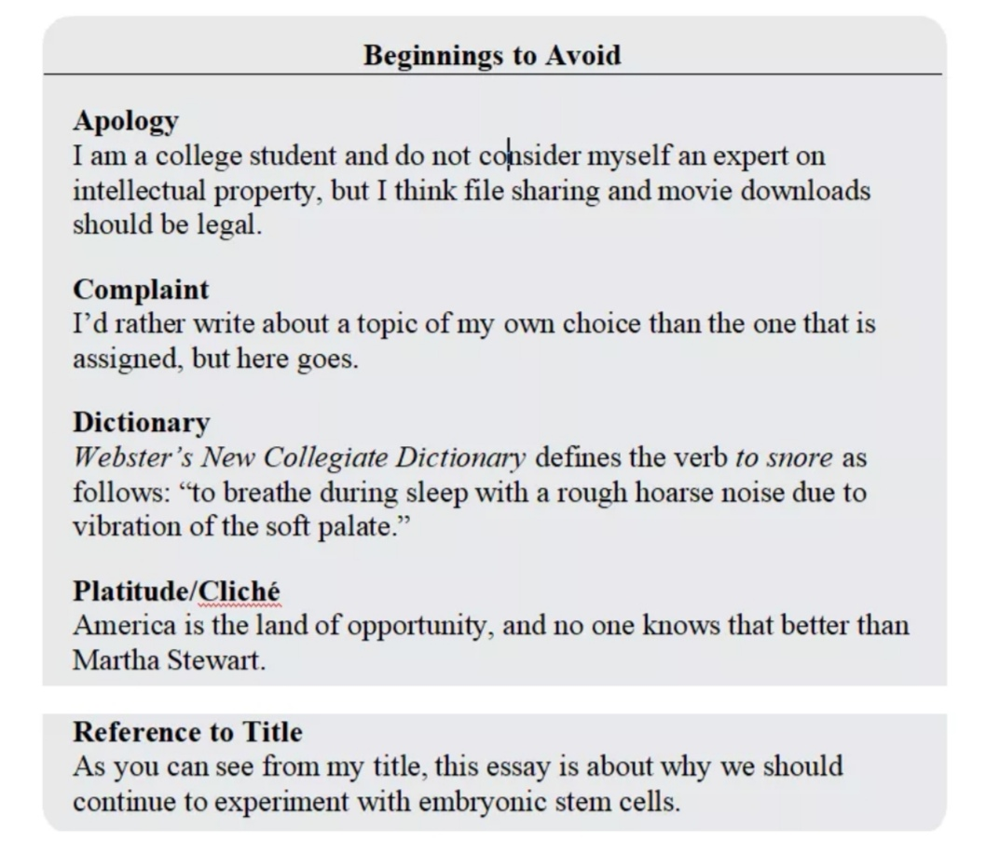 Beginnings to Avoid
Apology
I am a college student and do not consider myself an expert on
intellectual property, but I think file sharing and movie downloads
should be legal.
Complaint
I’d rather write about a topic of my own choice than the one that is
assigned, but here goes.
Dictionary
Webster’s New Collegiate Dictionary defines the verb to snore as
follows: “to breathe during sleep with a rough hoarse noise due to
vibration of the soft palate.”
Platitude/Cliché
America is the land of opportunity, and no one knows that better than
Martha Stewart.
Reference to Title
As you can see from my title, this essay is about why we should
continue to experiment with embryonic stem cells.